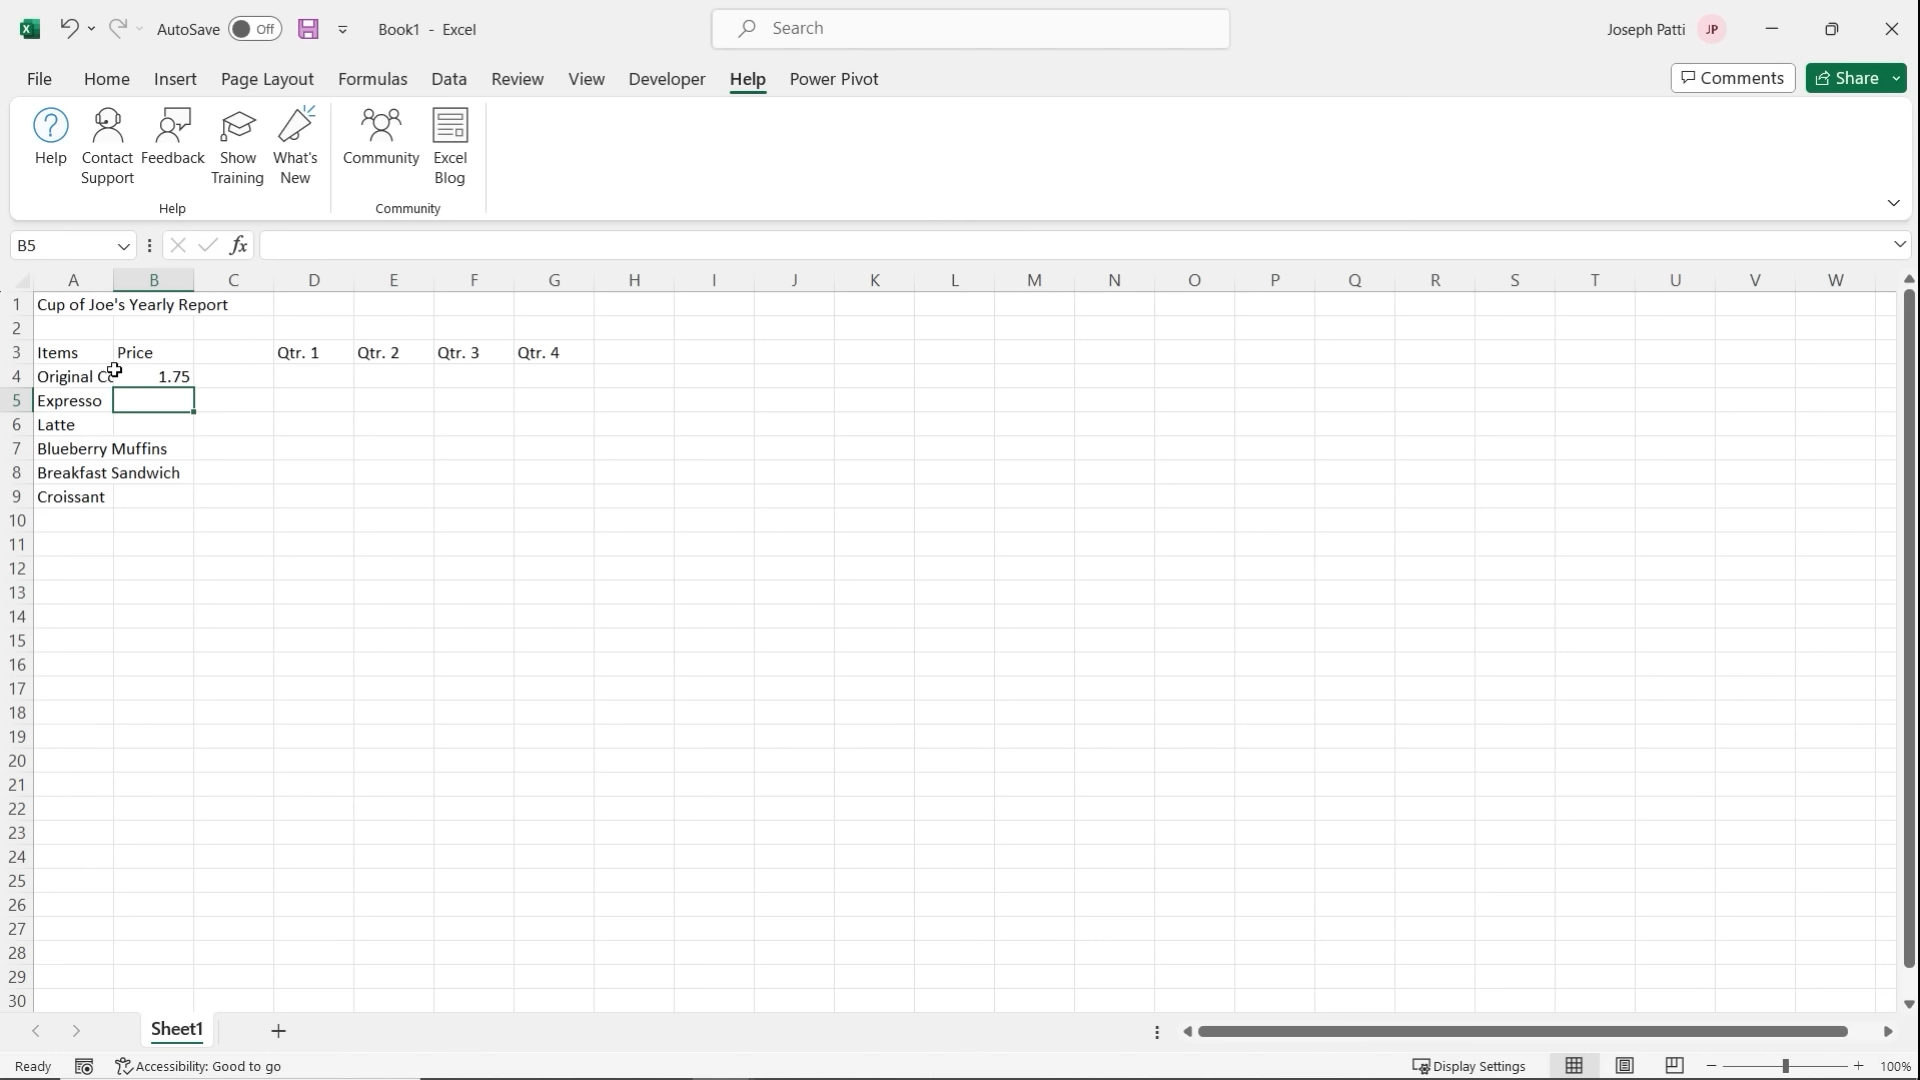 AutoSave Off Book1 - Excel Search Joseph Patti JP
File Home Insert Page Layout Formulas Data Review View Developer Help Power Pivot Comments Share
Help Contact Support Feedback Show Training What's New Community Excel Blog
Help Community
B5 fx
A B C D E F G H I J K L M N O P Q R S T U V W
1 Cup of Joe's Yearly Report
2
3 Items Price Qtr. 1 Qtr. 2 Qtr. 3 Qtr. 4
4 Original Co 1.75
5 Expresso
6 Latte
7 Blueberry Muffins
8 Breakfast Sandwich
9 Croissant
10
11
12
13
14
15
16
17
18
19
20
21
22
23
24
25
26
27
28
29
30
Sheet1
Ready Accessibility: Good to go Display Settings 100%